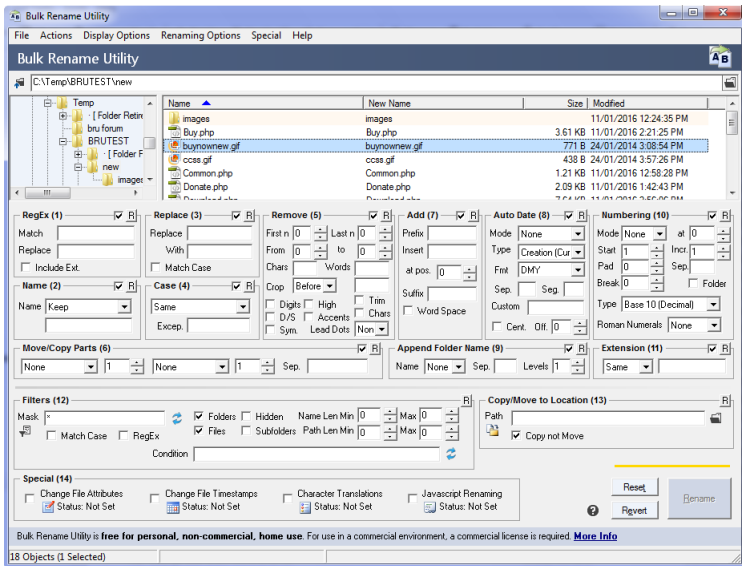 Bulk Rename Utility
File Actions Display Options Renaming Options Special Help
Bulk Rename Utility
C:\Temp\BRUTEST\new
Temp
[ Folder Retire
bru forum
BRUTEST
[ Folder F
new
images
Name New Name Size Modified
images images 11/01/2016 12:24:35 PM
Buy.php Buy.php 3.61 KB 11/01/2016 2:21:25 PM
buynownew.gif buynownew.gif 771 B 24/01/2014 3:08:54 PM
ccss.gif ccss.gif 438 B 24/01/2014 3:57:26 PM
Common.php Common.php 1.21 KB 11/01/2016 12:58:28 PM
Donate.php Donate.php 2.09 KB 11/01/2016 1:42:43 PM
RegEx (1) R
Match
Replace
Include Ext.
Replace (3) R
Replace
With
Match Case
Remove (5) R
First n 0 Last n 0
From 0 to 0
Chars Words
Crop Before
Digits High Trim
D/S Accents Chars
Sym. Lead Dots Non
Add (7) R
Prefix
Insert
at pos. 0
Suffix
Word Space
Auto Date (8) R
Mode None
Type Creation (Cur
Fmt DMY
Sep. Seg.
Custom
Cent. Off. 0
Numbering (10) R
Mode None at 0
Start 1 Incr. 1
Pad 0 Sep.
Break 0 Folder
Type Base 10 (Decimal)
Roman Numerals None
Name (2) R
Name Keep
Case (4) R
Same
Excep.
Move/Copy Parts (6) R
None 1 None 1 Sep.
Append Folder Name (9) R
Name None Sep. Levels 1
Extension (11) R
Same
Filters (12) R
Mask * Folders Hidden Name Len Min 0 Max 0
Match Case RegEx Files Subfolders Path Len Min 0 Max 0
Condition
Copy/Move to Location (13) R
Path
Copy not Move
Special (14)
Change File Attributes Change File Timestamps Character Translations Javascript Renaming
Status: Not Set Status: Not Set Status: Not Set Status: Not Set
Reset
Revert
Rename
Bulk Rename Utility is free for personal, non-commercial, home use. For use in a commercial environment, a commercial license is required. More Info
18 Objects (1 Selected)